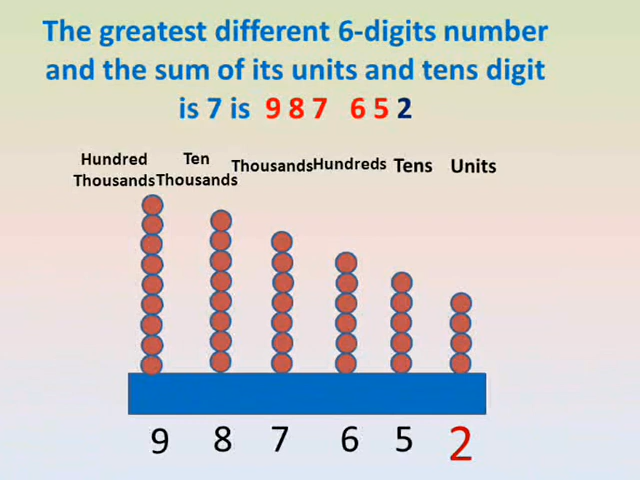 The greatest different 6-digits number
and the sum of its units and tens digit
is 7 is 9 8 7 6 5 2
Hundred Thousands Ten Thousands Thousands Hundreds Tens Units
9 8 7 6 5 2